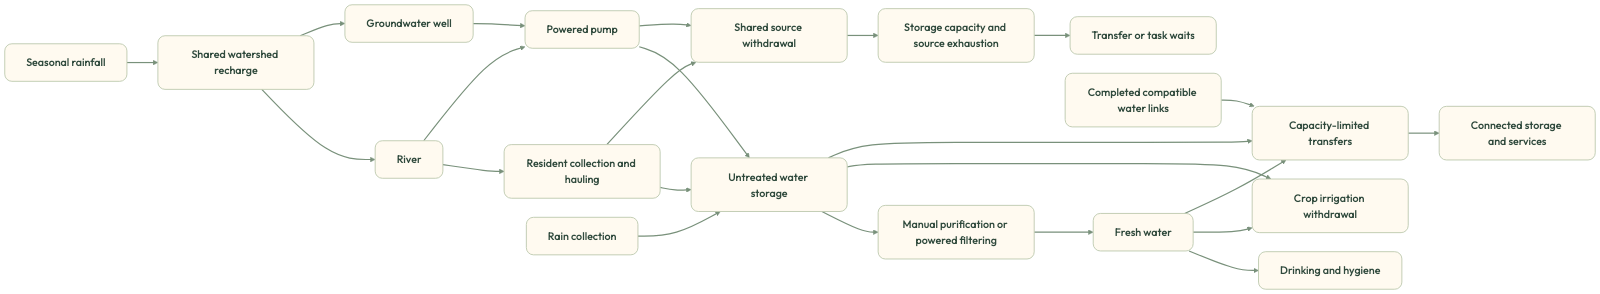 Seasonal rainfall
Shared watershed
recharge
Groundwater well
River
Powered pump
Resident collection and
hauling
Rain collection
Shared source
withdrawal
Untreated water
storage
Storage capacity and
source exhaustion
Manual purification or
powered filtering
Transfer or task waits
Completed compatible
water links
Fresh water
Capacity-limited
transfers
Crop irrigation
withdrawal
Drinking and hygiene
Connected storage
and services